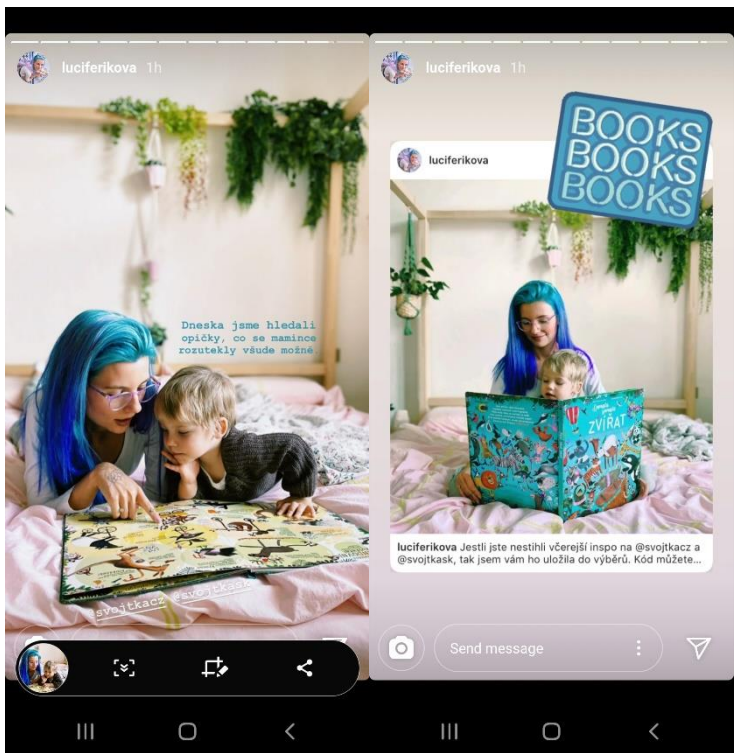 luciferikova 1h
Dneska jsme hledali
opičky, co se mamince
rozutekly všude možně.
@svojtkacz @svojtkask
luciferikova 1h
BOOKS
BOOKS
BOOKS
luciferikova
ZVÍŘAT
luciferikova Jestli jste nestihli včerejší inspo na @svojtkacz a
@svojtkask, tak jsem vám ho uložila do výběrů. Kód můžete...
Send message